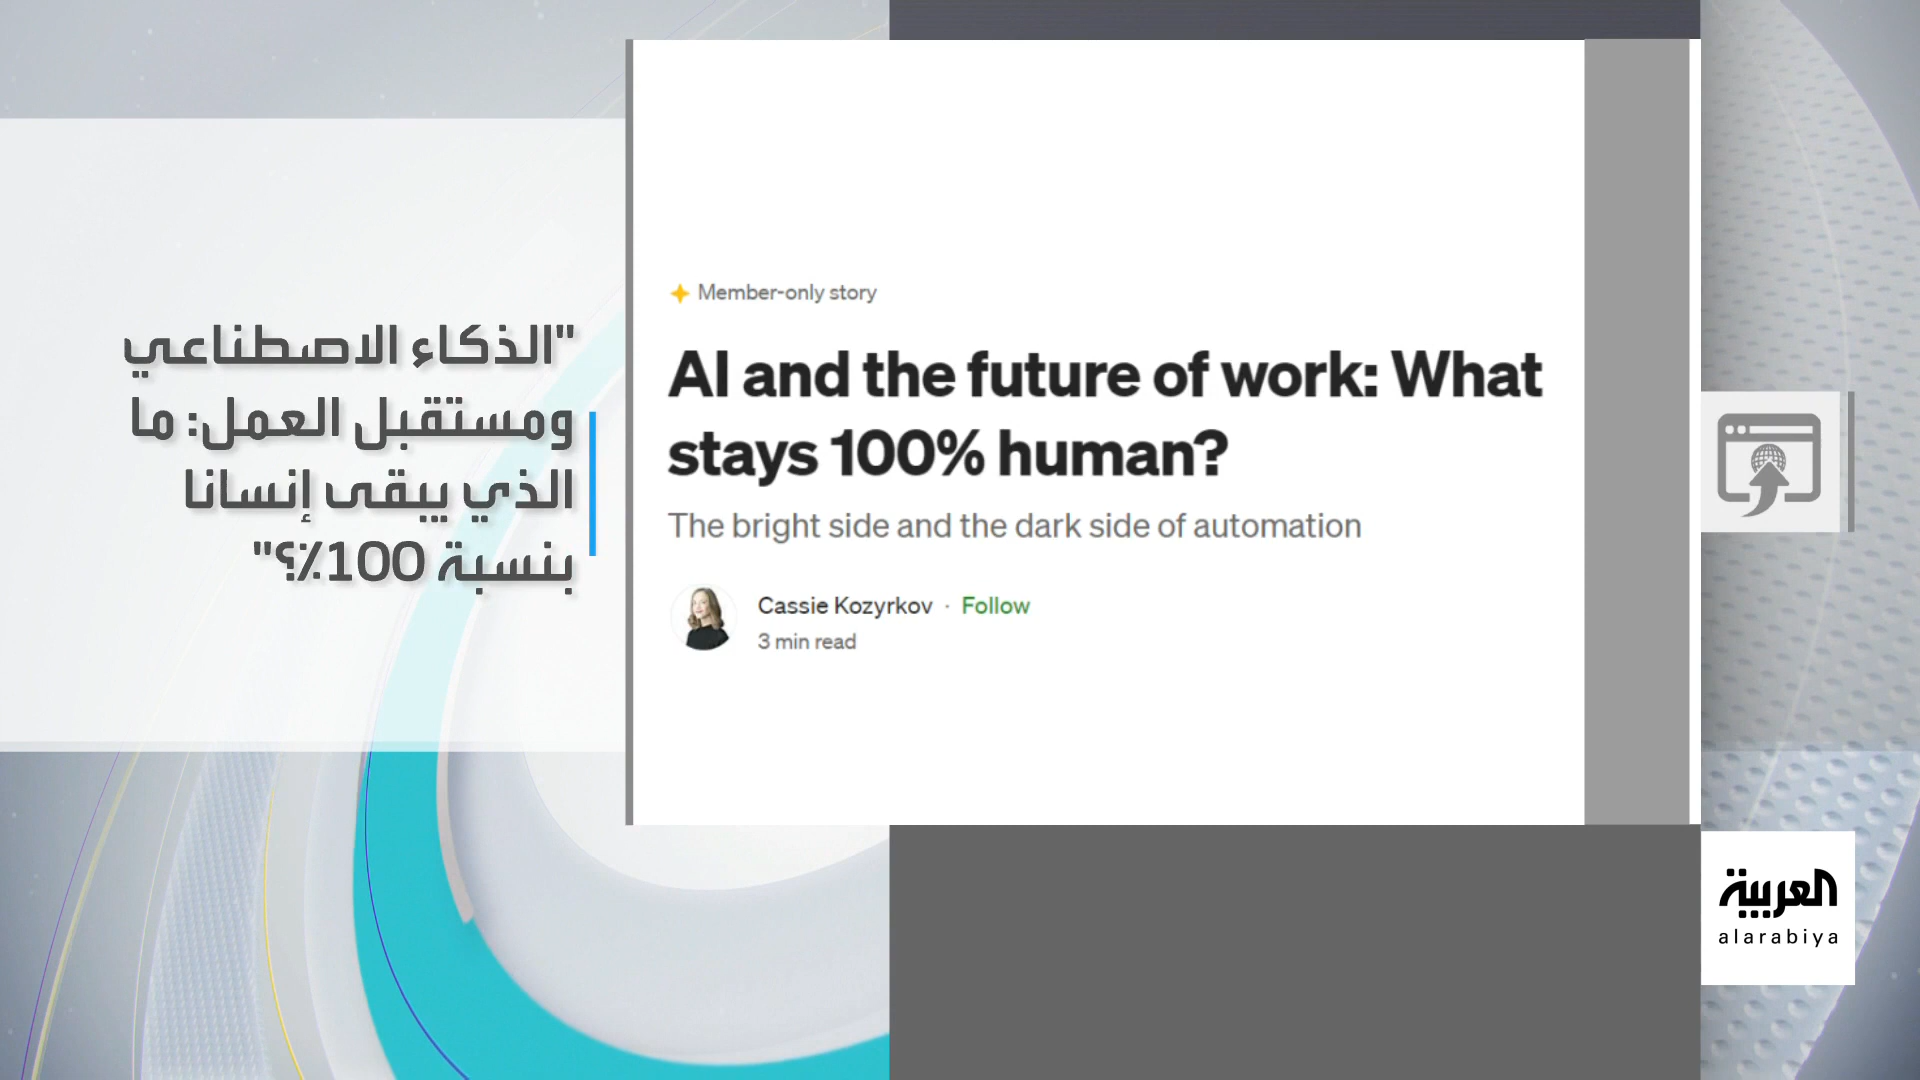 "الذكاء الاصطناعي
ومستقبل العمل: ما
الذي يبقى إنسانا
بنسبة 100٪؟"
Member-only story
AI and the future of work: What
stays 100% human?
The bright side and the dark side of automation
Cassie Kozyrkov · Follow
3 min read
العربية
alarabiya